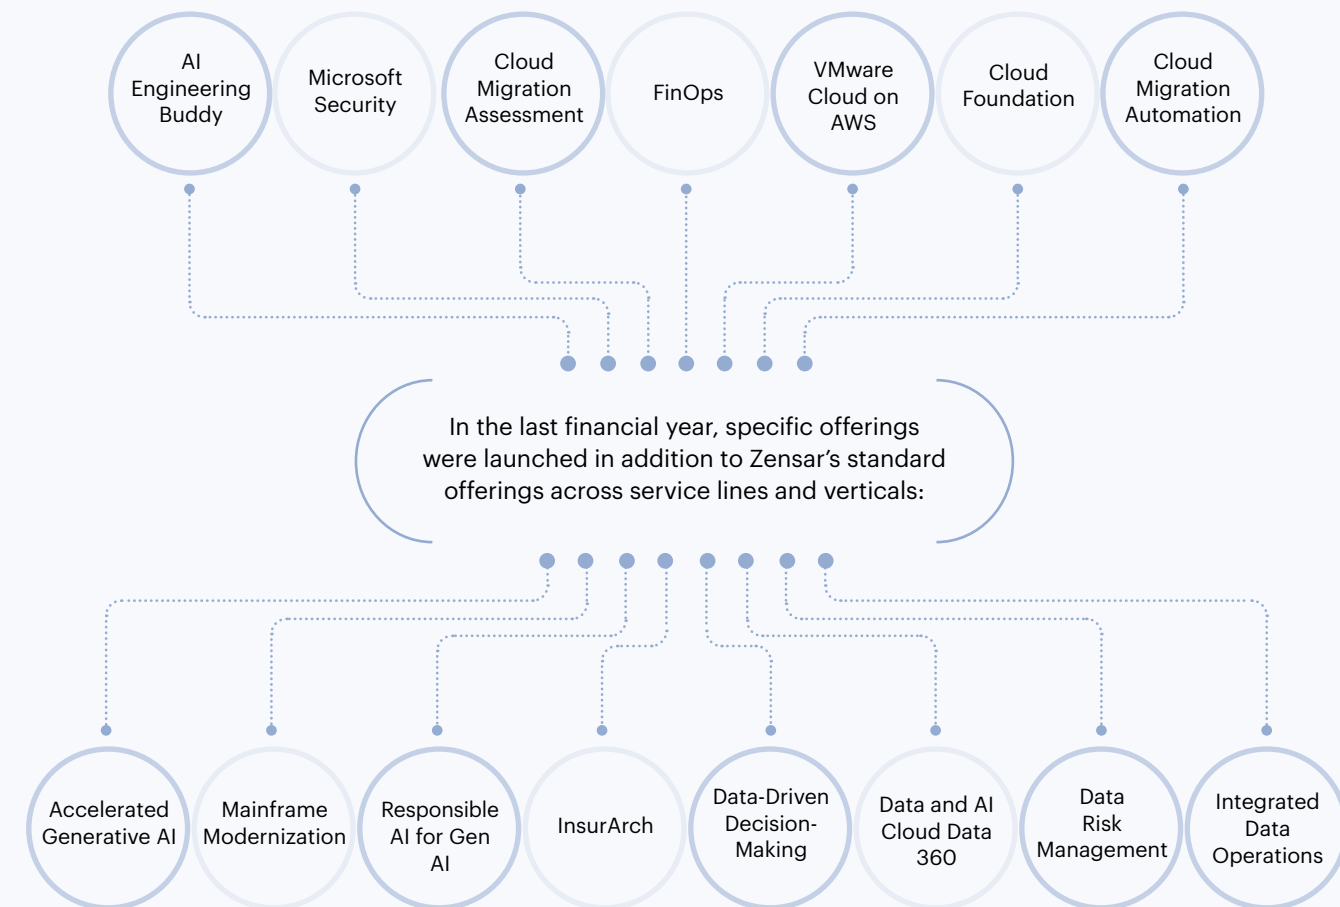 AI
Engineering
Buddy
Microsoft
Security
Cloud
Migration
Assessment
FinOps
VMware
Cloud on
AWS
Cloud
Foundation
Cloud
Migration
Automation
In the last financial year, specific offerings
were launched in addition to Zensar’s standard
offerings across service lines and verticals:
Accelerated
Generative AI
Mainframe
Modernization
Responsible
AI for Gen
AI
InsurArch
Data-Driven
Decision-
Making
Data and AI
Cloud Data
360
Data
Risk
Management
Integrated
Data
Operations